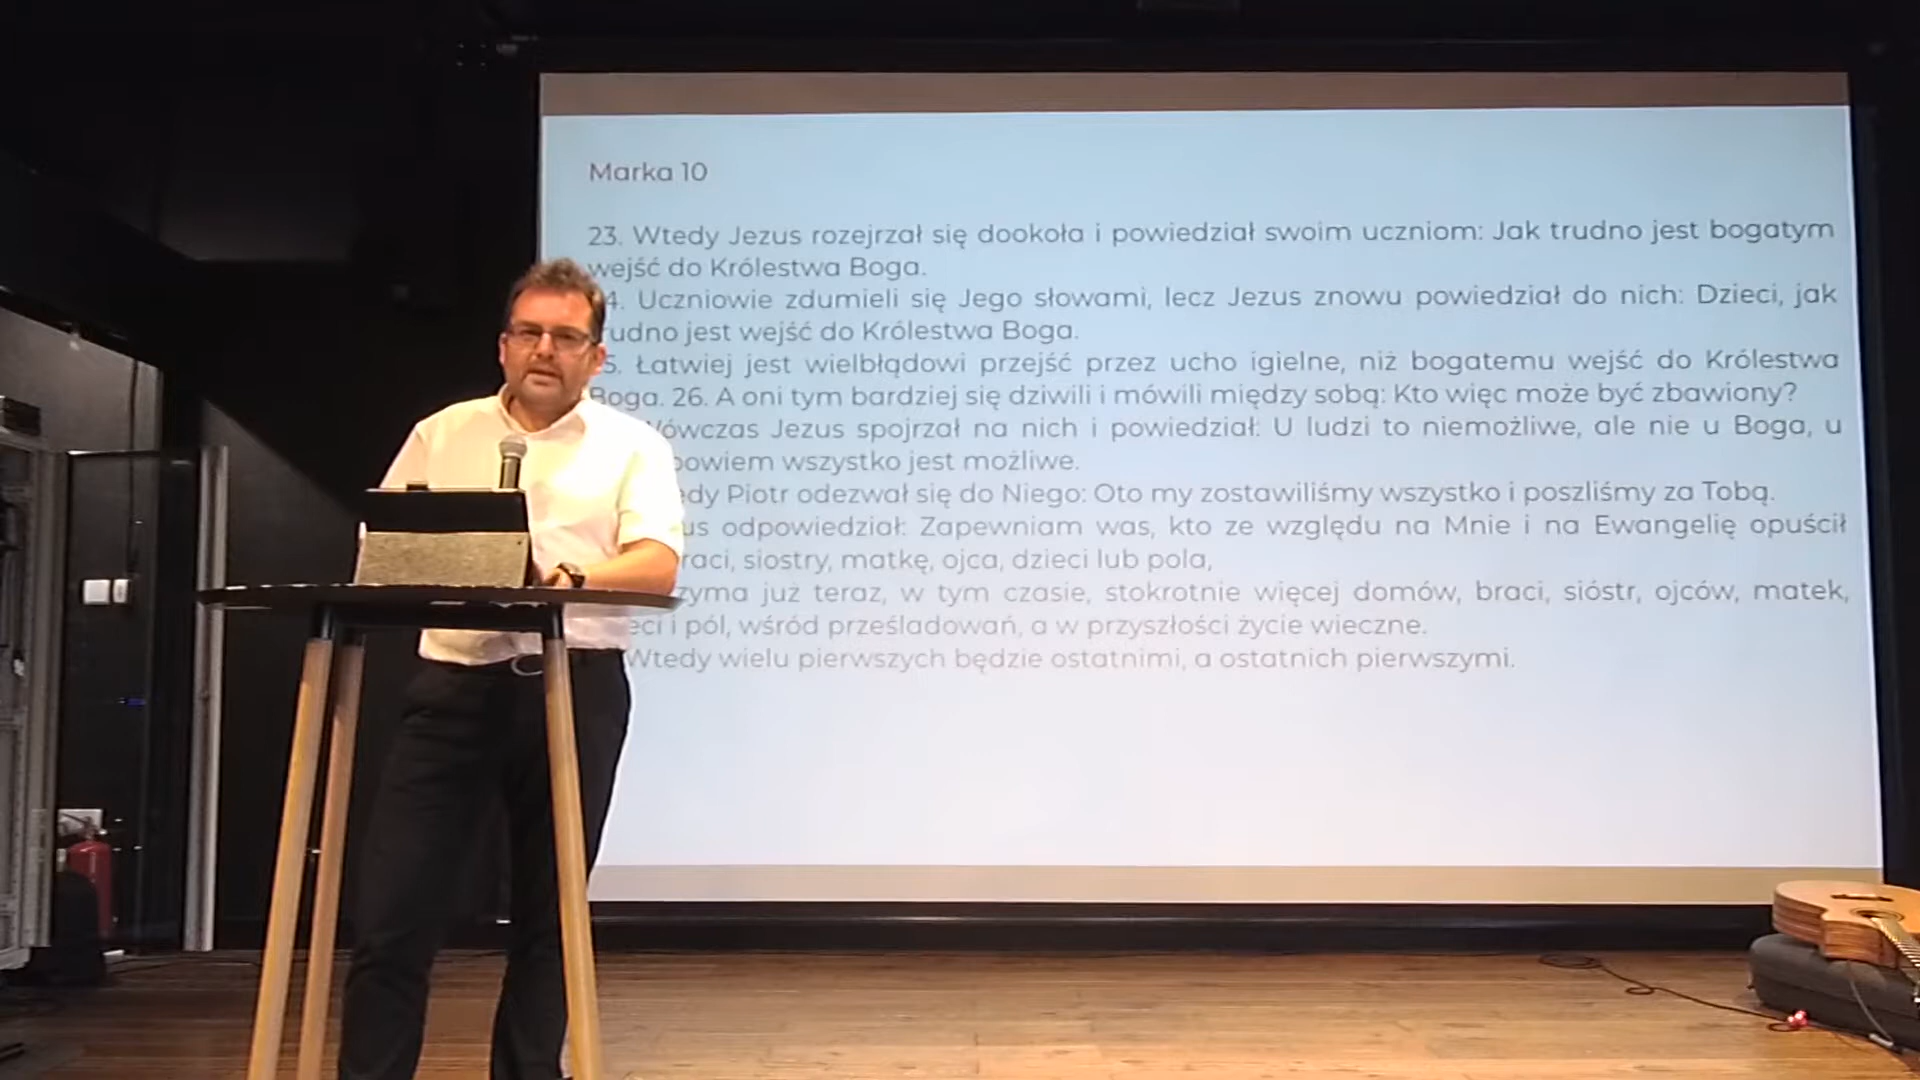 Marka 10
23. Wtedy Jezus rozejrzał się dookoła i powiedział swoim uczniom: Jak trudno jest bogatym
wejść do Królestwa Boga.
4. Uczniowie zdumieli się Jego słowami, lecz Jezus znowu powiedział do nich: Dzieci, jak
rudno jest wejść do Królestwa Boga.
5. Łatwiej jest wielbłądowi przejść przez ucho igielne, niż bogatemu wejść do Królestwa
Boga. 26. A oni tym bardziej się dziwili i mówili między sobą: Kto więc może być zbawiony?
Wówczas Jezus spojrzał na nich i powiedział: U ludzi to niemożliwe, ale nie u Boga, u
bowiem wszystko jest możliwe.
edy Piotr odezwał się do Niego: Oto my zostawiliśmy wszystko i poszliśmy za Tobą.
us odpowiedział: Zapewniam was, kto ze względu na Mnie i na Ewangelię opuścił
raci, siostry, matkę, ojca, dzieci lub pola,
zyma już teraz, w tym czasie, stokrotnie więcej domów, braci, sióstr, ojców, matek,
eci i pól, wśród prześladowań, a w przyszłości życie wieczne.
Wtedy wielu pierwszych będzie ostatnimi, a ostatnich pierwszymi.